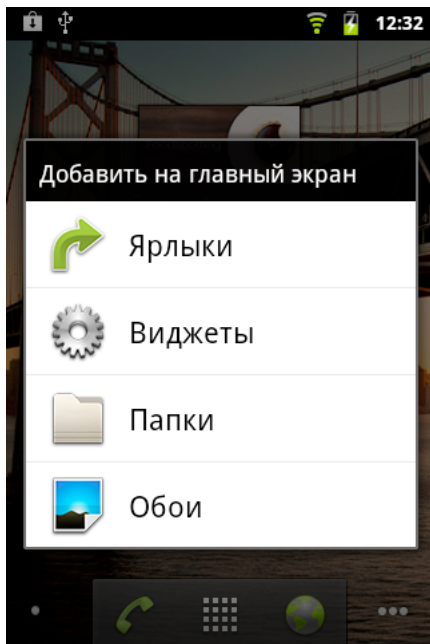 12:32
Добавить на главный экран
Ярлыки
Виджеты
Папки
Обои